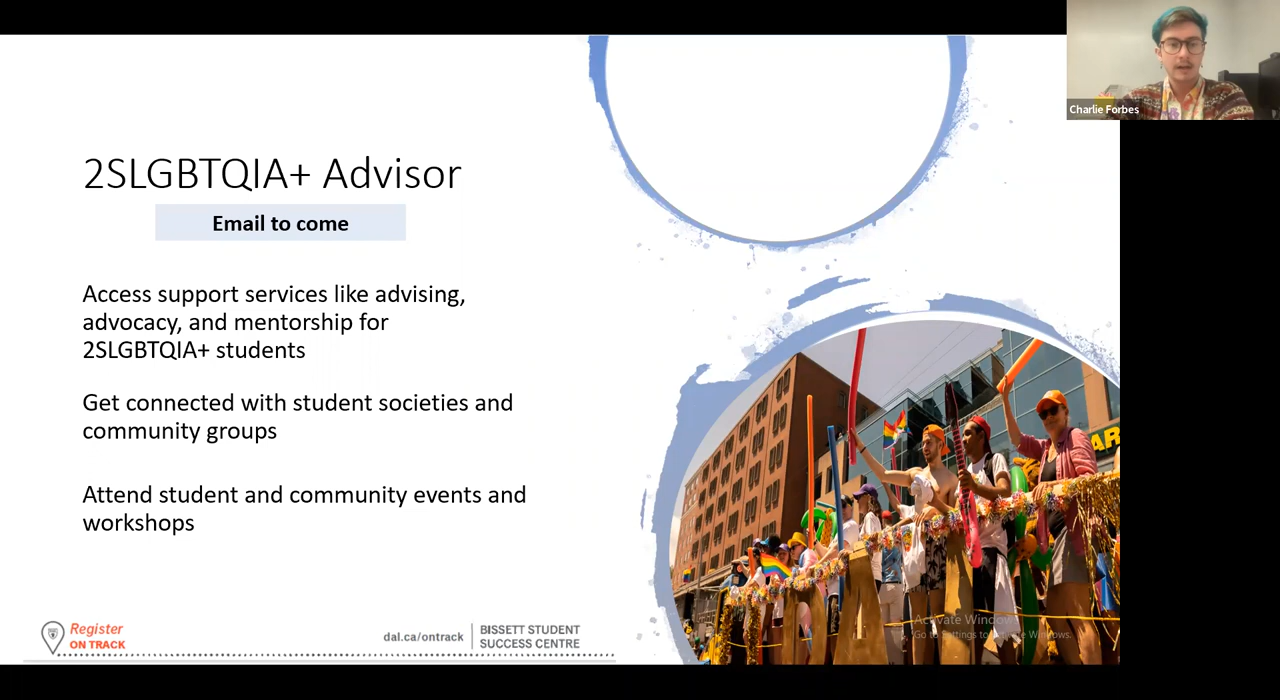 Charlie Forbes
2SLGBTQIA+ Advisor
Email to come
Access support services like advising,
advocacy, and mentorship for
2SLGBTQIA+ students
Get connected with student societies and
community groups
Attend student and community events and
workshops
AR
Activate Windows
Go to Settings to activate Windows.
Register
ON TRACK
dal.ca/ontrack
BISSETT STUDENT
SUCCESS CENTRE